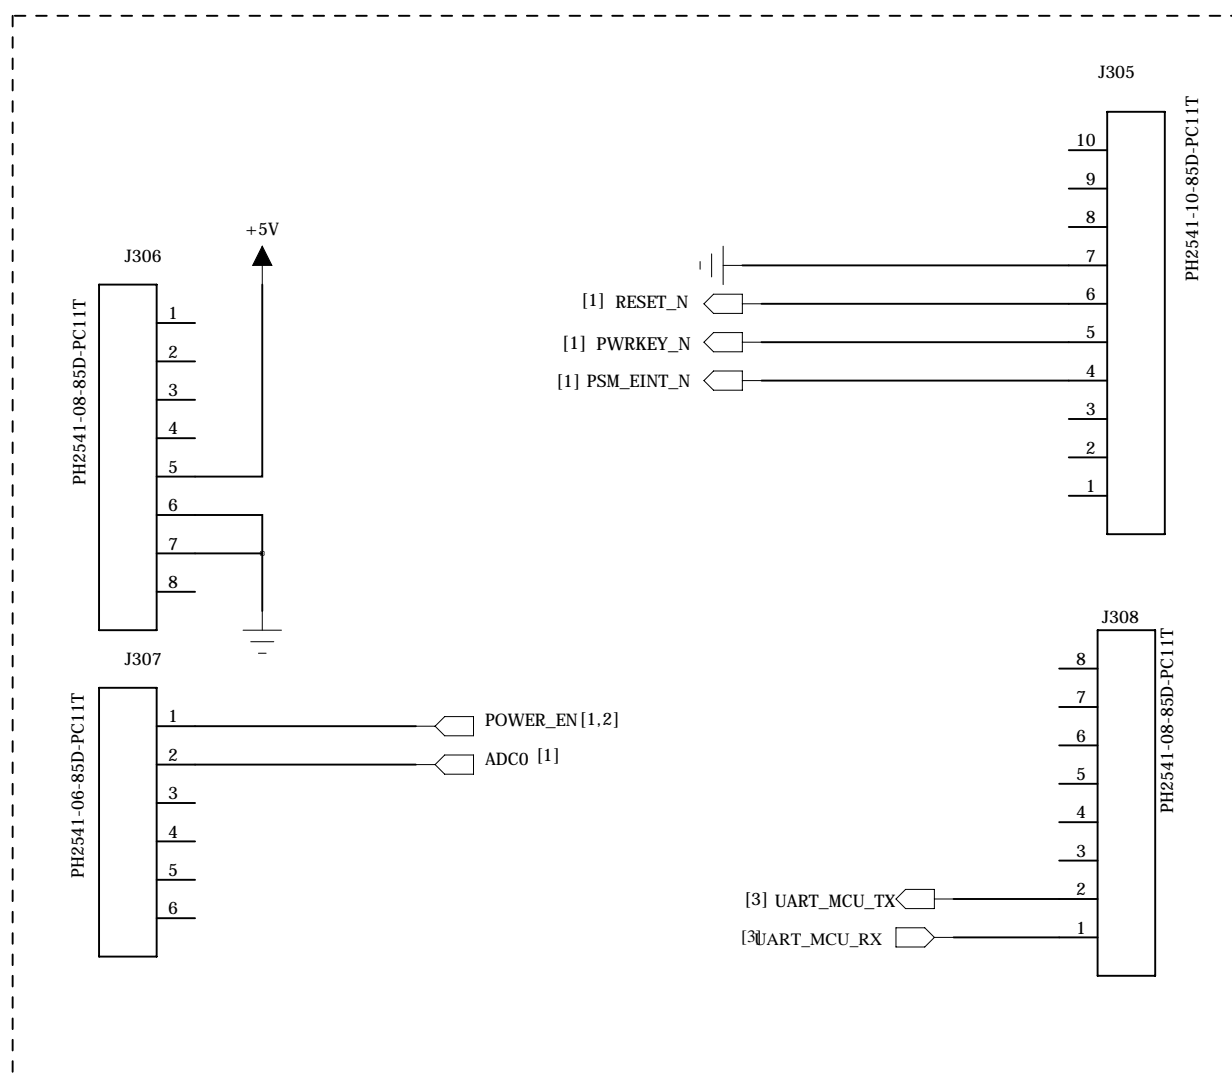 J305
PH2541-10-85D-PC11T
10
9
8
7
6
5
4
3
2
1
[1] RESET_N
[1] PWRKEY_N
[1] PSM_EINT_N
+5V
J306
PH2541-08-85D-PC11T
1
2
3
4
5
6
7
8
J307
PH2541-06-85D-PC11T
1
2
3
4
5
6
POWER_EN [1,2]
ADC0 [1]
J308
PH2541-08-85D-PC11T
8
7
6
5
4
3
2
1
[3] UART_MCU_TX
[3] UART_MCU_RX